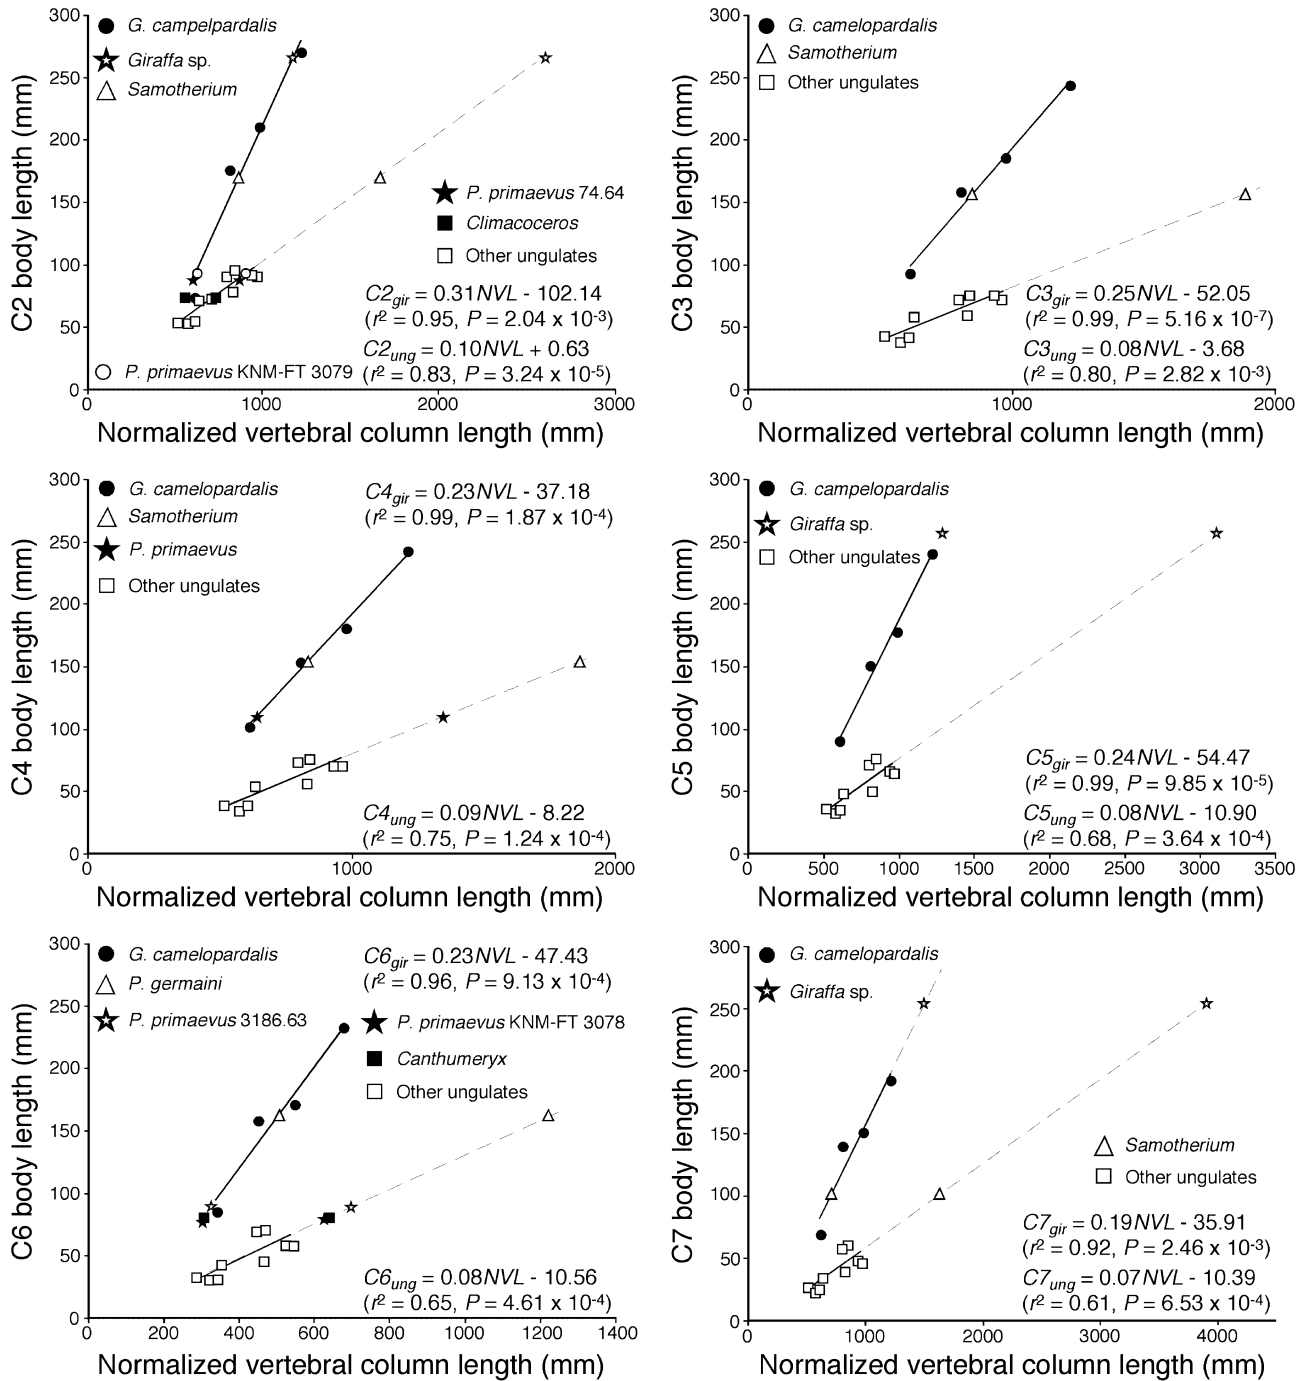 300
250
200
150
100
50
0
C2 body length (mm)
G. campelpardalis
Giraffa sp.
Samotherium
P. primaevus 74.64
Climacoceros
Other ungulates
C2gir = 0.31NVL - 102.14
(r2 = 0.95, P = 2.04 x 10-3)
C2ung = 0.10NVL + 0.63
(r2 = 0.83, P = 3.24 x 10-5)
P. primaevus KNM-FT 3079
0 1000 2000 3000
Normalized vertebral column length (mm)
300
250
200
150
100
50
0
C3 body length (mm)
G. camelopardalis
Samotherium
Other ungulates
C3gir = 0.25NVL - 52.05
(r2 = 0.99, P = 5.16 x 10-7)
C3ung = 0.08NVL - 3.68
(r2 = 0.80, P = 2.82 x 10-3)
0 1000 2000
Normalized vertebral column length (mm)
300
250
200
150
100
50
0
C4 body length (mm)
G. camelopardalis
Samotherium
P. primaevus
Other ungulates
C4gir = 0.23NVL - 37.18
(r2 = 0.99, P = 1.87 x 10-4)
C4ung = 0.09NVL - 8.22
(r2 = 0.75, P = 1.24 x 10-4)
0 1000 2000
Normalized vertebral column length (mm)
300
250
200
150
100
50
0
C5 body length (mm)
G. campelopardalis
Giraffa sp.
Other ungulates
C5gir = 0.24NVL - 54.47
(r2 = 0.99, P = 9.85 x 10-5)
C5ung = 0.08NVL - 10.90
(r2 = 0.68, P = 3.64 x 10-4)
0 500 1000 1500 2000 2500 3000 3500
Normalized vertebral column length (mm)
300
250
200
150
100
50
0
C6 body length (mm)
G. camelopardalis
P. germaini
P. primaevus 3186.63
C6gir = 0.23NVL - 47.43
(r2 = 0.96, P = 9.13 x 10-4)
P. primaevus KNM-FT 3078
Canthumeryx
Other ungulates
C6ung = 0.08NVL - 10.56
(r2 = 0.65, P = 4.61 x 10-4)
0 200 400 600 800 1000 1200 1400
Normalized vertebral column length (mm)
300
250
200
150
100
50
0
C7 body length (mm)
G. camelopardalis
Giraffa sp.
Samotherium
Other ungulates
C7gir = 0.19NVL - 35.91
(r2 = 0.92, P = 2.46 x 10-3)
C7ung = 0.07NVL - 10.39
(r2 = 0.61, P = 6.53 x 10-4)
0 1000 2000 3000 4000
Normalized vertebral column length (mm)